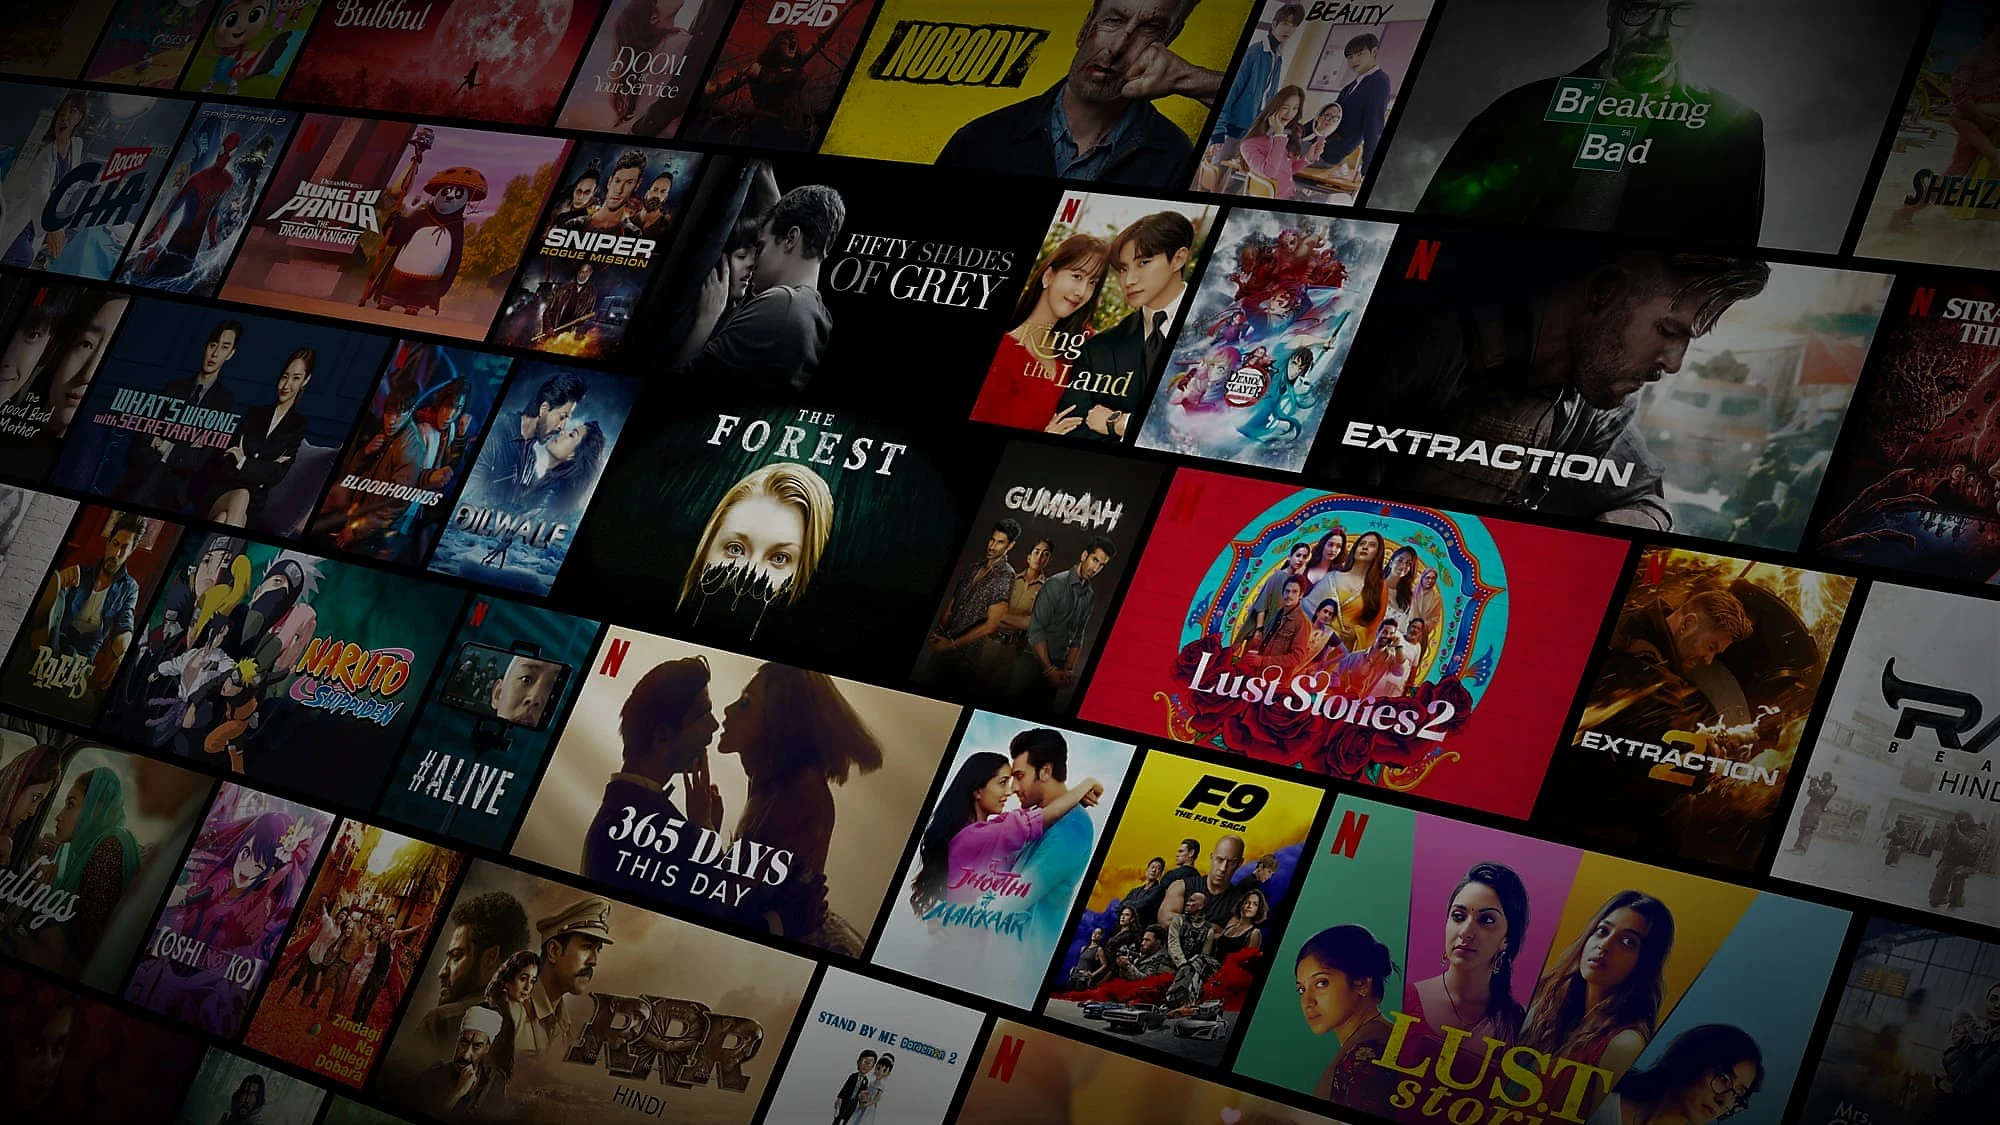 Bulbbul
DOOM
at
Your Service
DEAD
NOBODY
BEAUTY
Breaking
Bad
SHEHZA
Doctor
CHA
SPIDER-MAN 2
DREAMWORKS
KUNG FU
PANDA
THE
DRAGON KNIGHT
SNIPER
ROGUE MISSION
FIFTY SHADES
OF GREY
N
King
the Land
DEMON
SLAYER
N
EXTRACTION
N
STRA
THI
The
Good Bad
Mother
WHAT'S WRONG
with SECRETARY KIM
BLOODHOUNDS
DILWALE
THE
FOREST
GUMRAAH
N
Lust Stories 2
N
EXTRACTION
2
RA
BEA
HIND
RAEES
NARUTO
SHIPPUDEN
N
#ALIVE
N
365 DAYS
THIS DAY
TU
JHOOTHI
MAIN
MAKKAAR
F9
THE FAST SAGA
N
LUST
stori
rlings
[OSHI NO KO]
Zindagi
Na
Milegi
Dobara
RRR
HINDI
STAND BY ME Doraemon 2
N
Mrs.